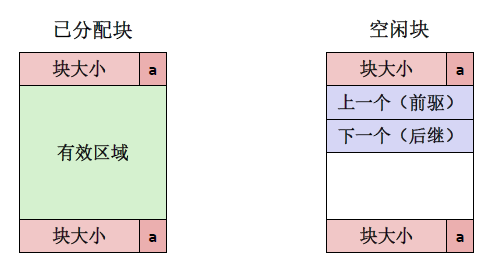 已分配块
块大小 a
有效区域
块大小 a
空闲块
块大小 a
上一个（前驱）
下一个（后继）
块大小 a